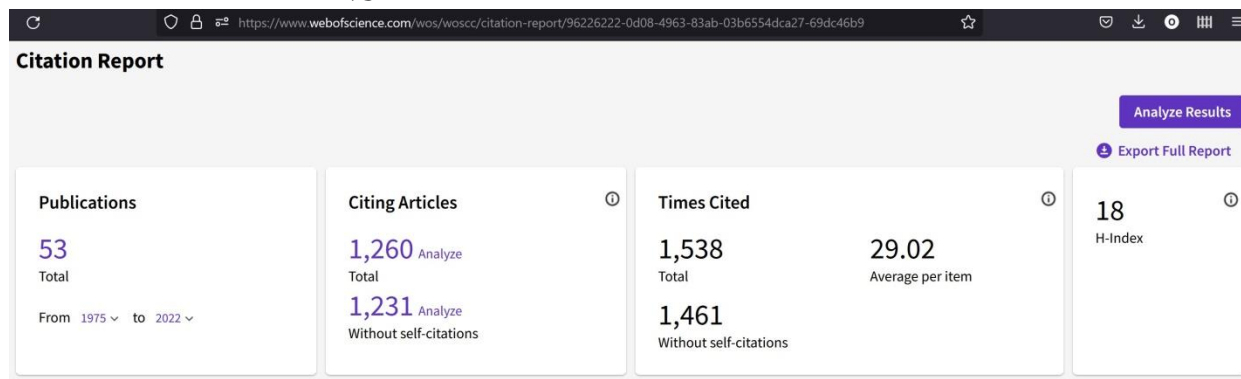 https://www.webofscience.com/wos/woscc/citation-report/96226222-0d08-4963-83ab-03b6554dca27-69dc46b9
Citation Report
Analyze Results
Export Full Report
Publications
53
Total
From 1975 to 2022
Citing Articles
1,260 Analyze
Total
1,231 Analyze
Without self-citations
Times Cited
1,538
Total
29.02
Average per item
1,461
Without self-citations
18
H-Index